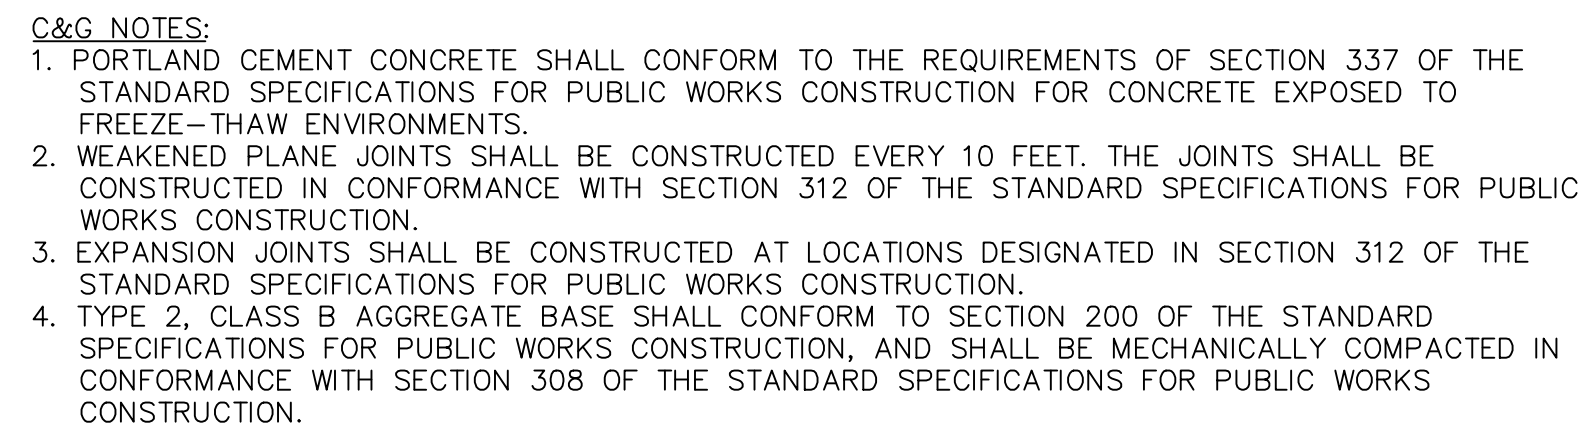 C&G NOTES:
1. PORTLAND CEMENT CONCRETE SHALL CONFORM TO THE REQUIREMENTS OF SECTION 337 OF THE
STANDARD SPECIFICATIONS FOR PUBLIC WORKS CONSTRUCTION FOR CONCRETE EXPOSED TO
FREEZE-THAW ENVIRONMENTS.
2. WEAKENED PLANE JOINTS SHALL BE CONSTRUCTED EVERY 10 FEET. THE JOINTS SHALL BE
CONSTRUCTED IN CONFORMANCE WITH SECTION 312 OF THE STANDARD SPECIFICATIONS FOR PUBLIC
WORKS CONSTRUCTION.
3. EXPANSION JOINTS SHALL BE CONSTRUCTED AT LOCATIONS DESIGNATED IN SECTION 312 OF THE
STANDARD SPECIFICATIONS FOR PUBLIC WORKS CONSTRUCTION.
4. TYPE 2, CLASS B AGGREGATE BASE SHALL CONFORM TO SECTION 200 OF THE STANDARD
SPECIFICATIONS FOR PUBLIC WORKS CONSTRUCTION, AND SHALL BE MECHANICALLY COMPACTED IN
CONFORMANCE WITH SECTION 308 OF THE STANDARD SPECIFICATIONS FOR PUBLIC WORKS
CONSTRUCTION.